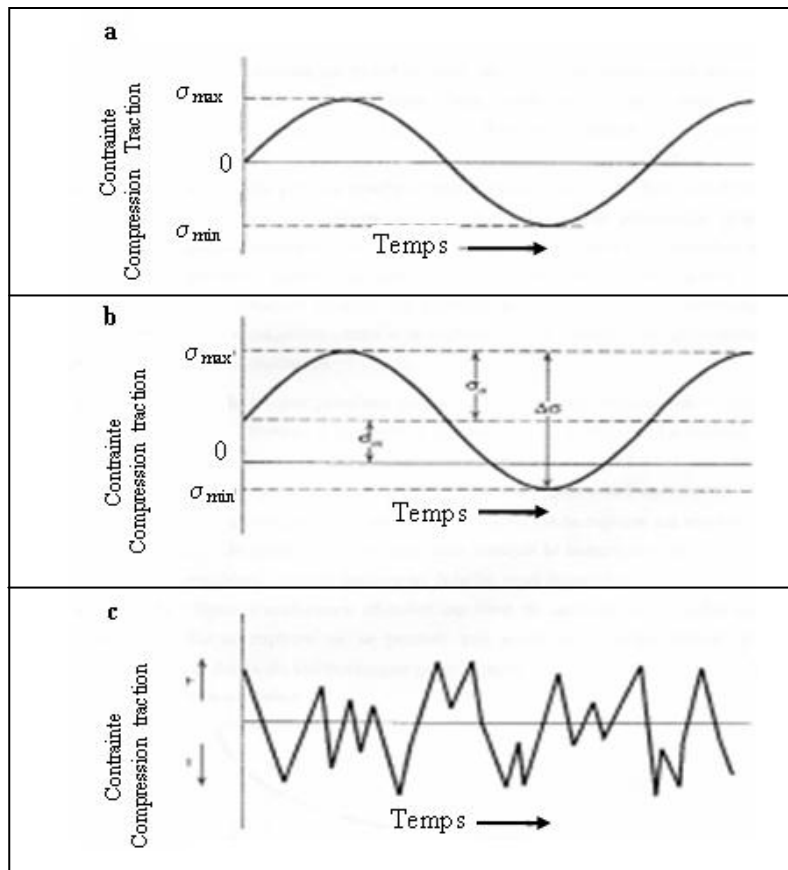 a
Contrainte
Compression Traction
σmax
0
σmin
Temps
b
Contrainte
Compression traction
σmax
σa
Δσ
σm
0
σmin
Temps
c
Contrainte
Compression traction
Temps